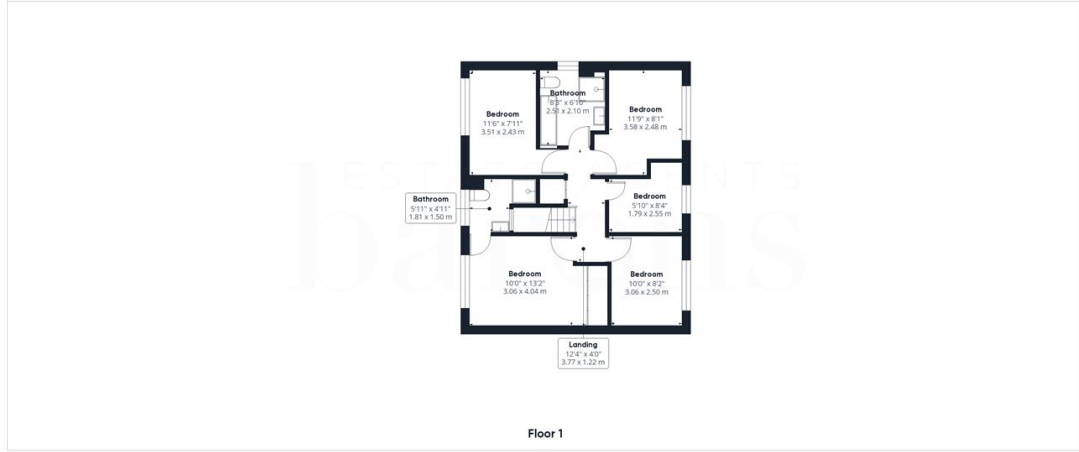 Bathroom
8'3" x 6'10"
2.51 x 2.10 m
Bedroom
11'6" x 7'11"
3.51 x 2.43 m
Bedroom
11'9" x 8'1"
3.58 x 2.48 m
ESTATE AGENTS
barons
Bathroom
5'11" x 4'11"
1.81 x 1.50 m
Bedroom
5'10" x 8'4"
1.79 x 2.55 m
Bedroom
10'0" x 13'2"
3.06 x 4.04 m
Bedroom
10'0" x 8'2"
3.06 x 2.50 m
Landing
12'4" x 4'0"
3.77 x 1.22 m
Floor 1